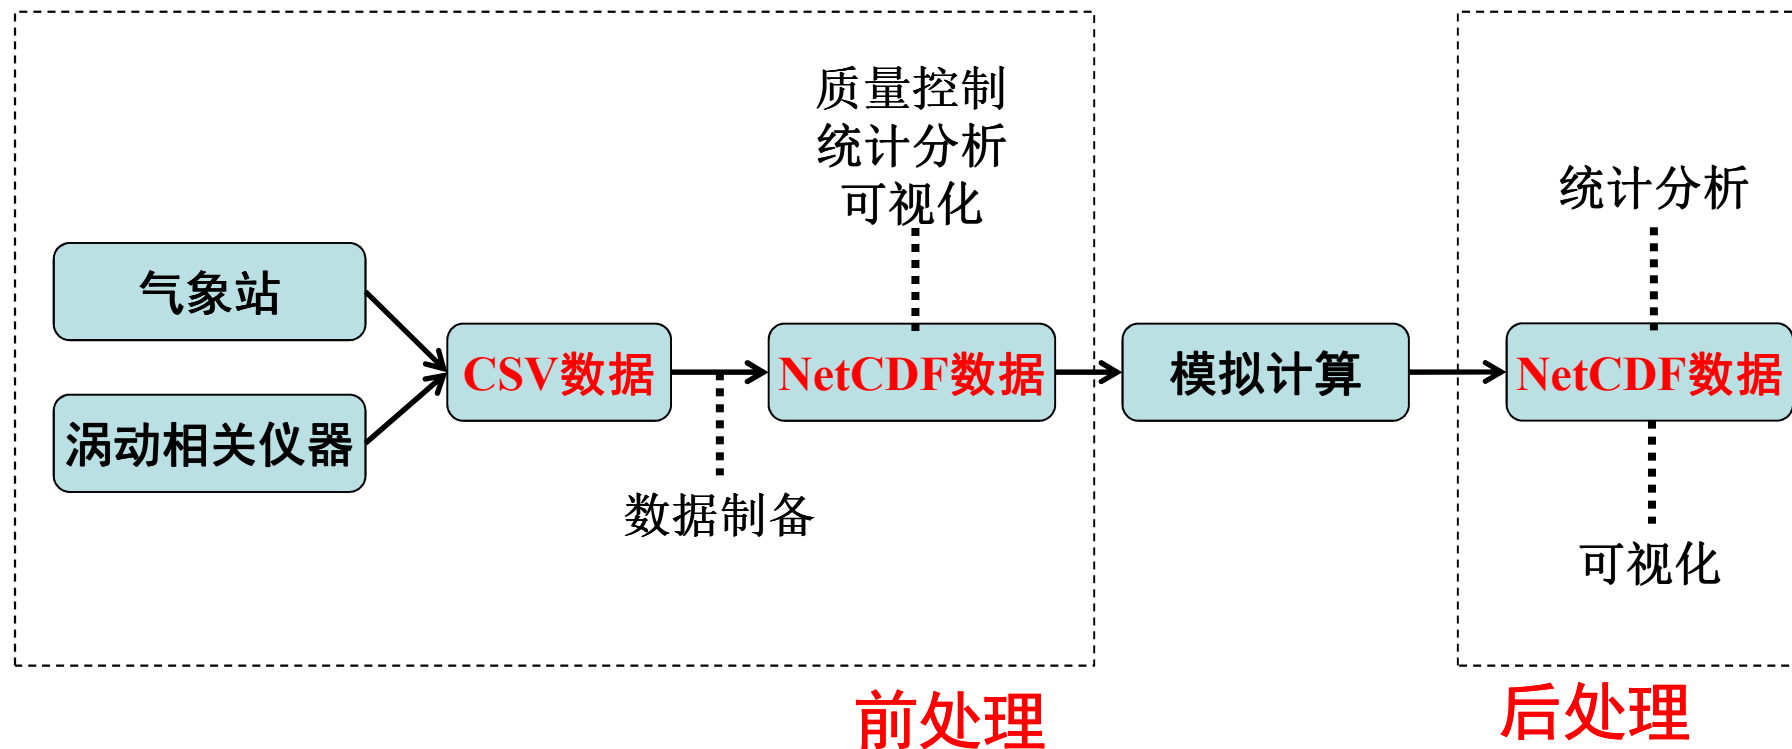 质量控制
统计分析
可视化
气象站
涡动相关仪器
CSV数据
数据制备
NetCDF数据
模拟计算
统计分析
NetCDF数据
可视化
前处理
后处理